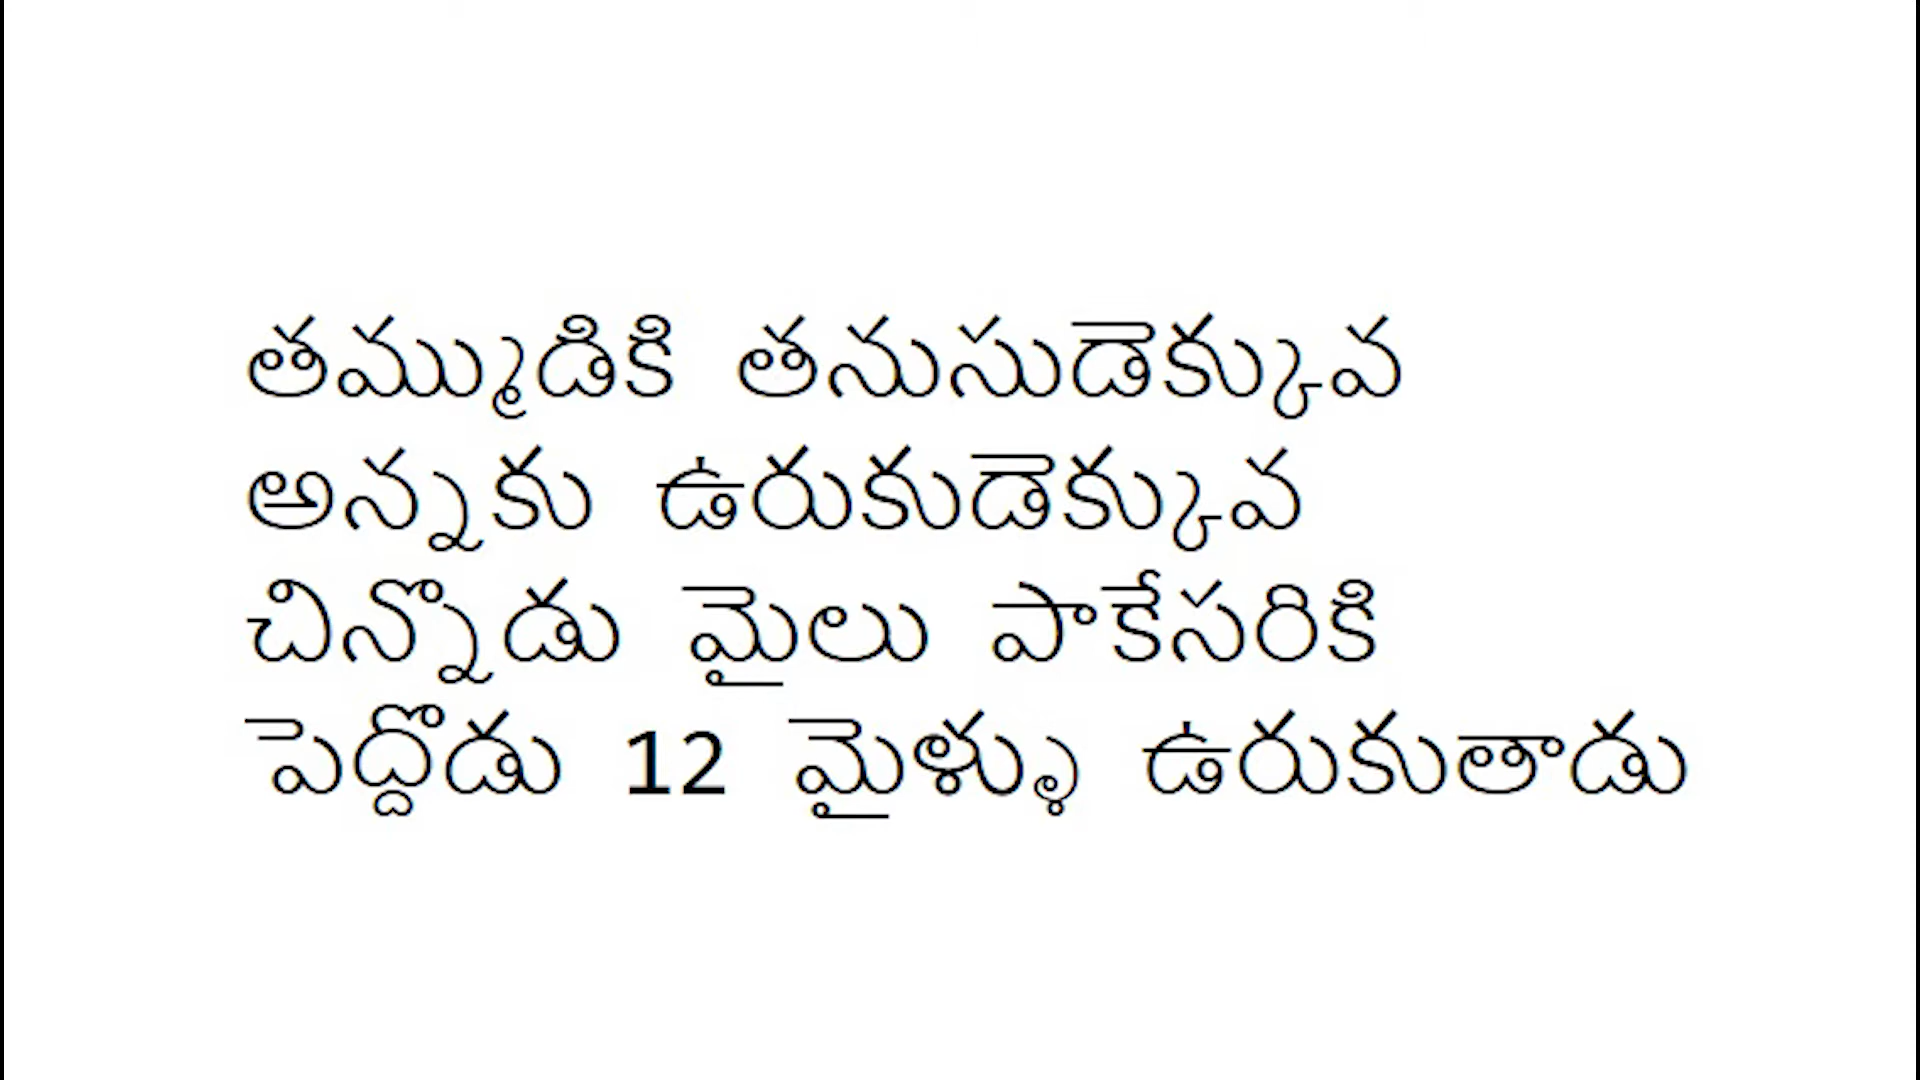 తమ్ముడికి తనుసుడెక్కువ
అన్నకు ఉరుకుడెక్కువ
చిన్నొడు మైలు పాకేసరికి
పెద్దొడు 12 మైళ్ళు ఉరుకుతాడు